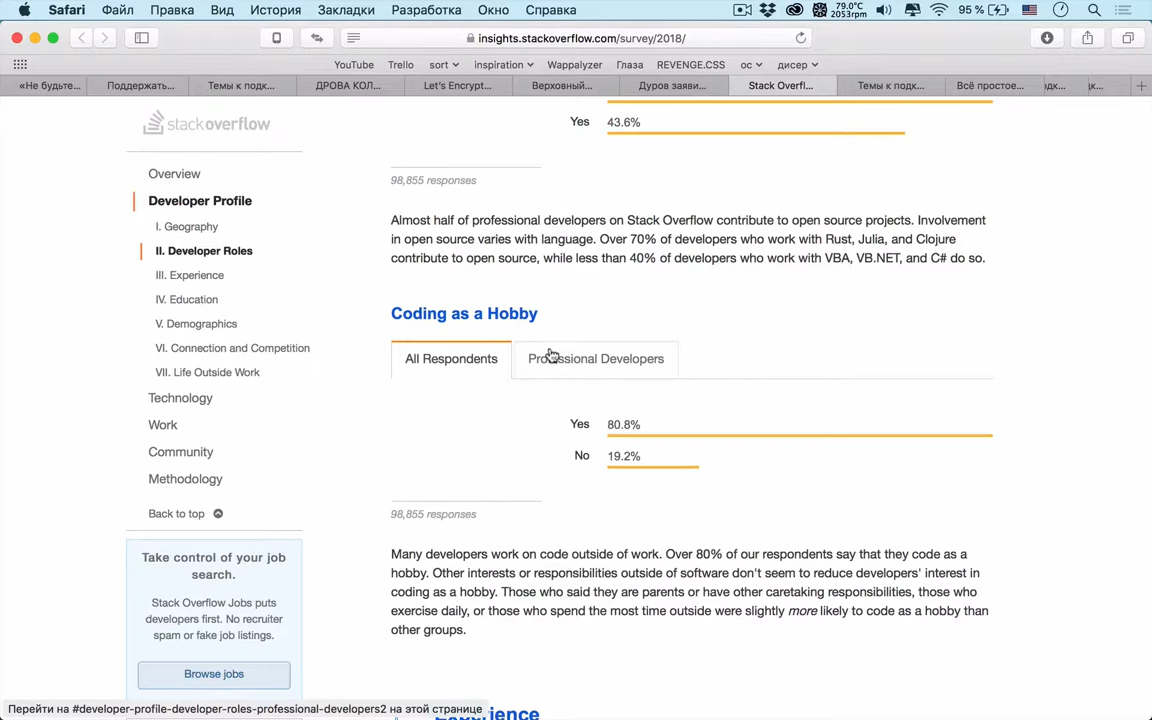 Safari Файл Правка Вид История Закладки Разработка Окно Справка 79.0°C 2053rpm 95 %
insights.stackoverflow.com/survey/2018/
YouTube Trello sort inspiration Wappalyzer Глаза REVENGE.CSS ос дисер
«Не будьте... Поддержать... Темы к подк... ДРОВА КОЛ... Let's Encrypt... Верховный... Дуров заяви... Stack Overfl... Темы к подк... Всё простое... одк... к...
stackoverflow
Overview
Developer Profile
I. Geography
II. Developer Roles
III. Experience
IV. Education
V. Demographics
VI. Connection and Competition
VII. Life Outside Work
Technology
Work
Community
Methodology
Back to top
Take control of your job
search.
Stack Overflow Jobs puts
developers first. No recruiter
spam or fake job listings.
Browse jobs
Yes 43.6%
98,855 responses
Almost half of professional developers on Stack Overflow contribute to open source projects. Involvement
in open source varies with language. Over 70% of developers who work with Rust, Julia, and Clojure
contribute to open source, while less than 40% of developers who work with VBA, VB.NET, and C# do so.
Coding as a Hobby
All Respondents Professional Developers
Yes 80.8%
No 19.2%
98,855 responses
Many developers work on code outside of work. Over 80% of our respondents say that they code as a
hobby. Other interests or responsibilities outside of software don't seem to reduce developers' interest in
coding as a hobby. Those who said they are parents or have other caretaking responsibilities, those who
exercise daily, or those who spend the most time outside were slightly more likely to code as a hobby than
other groups.
Experience
Перейти на #developer-profile-developer-roles-professional-developers2 на этой странице